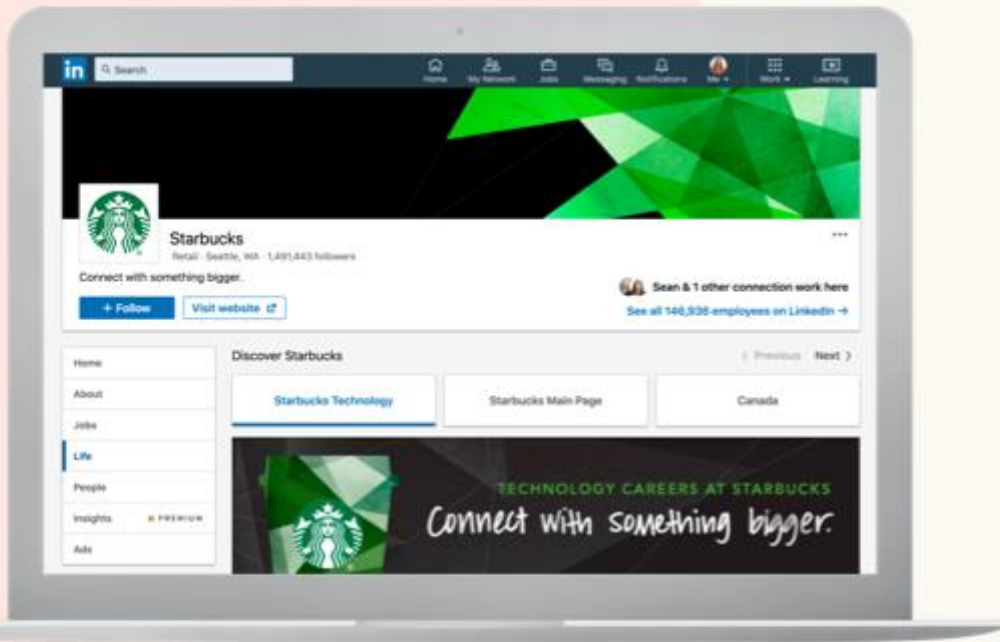 in Search Home My Network Jobs Messaging Notifications Me Work Learning
Starbucks
Retail · Seattle, WA · 1,491,443 followers
Connect with something bigger.
Sean & 1 other connection work here
+ Follow Visit website See all 146,936 employees on LinkedIn →
Discover Starbucks
Previous Next
Starbucks Technology Starbucks Main Page Canada
Home
About
Jobs
Life
People
Insights PREMIUM
Ads
TECHNOLOGY CAREERS AT STARBUCKS
Connect with something bigger.